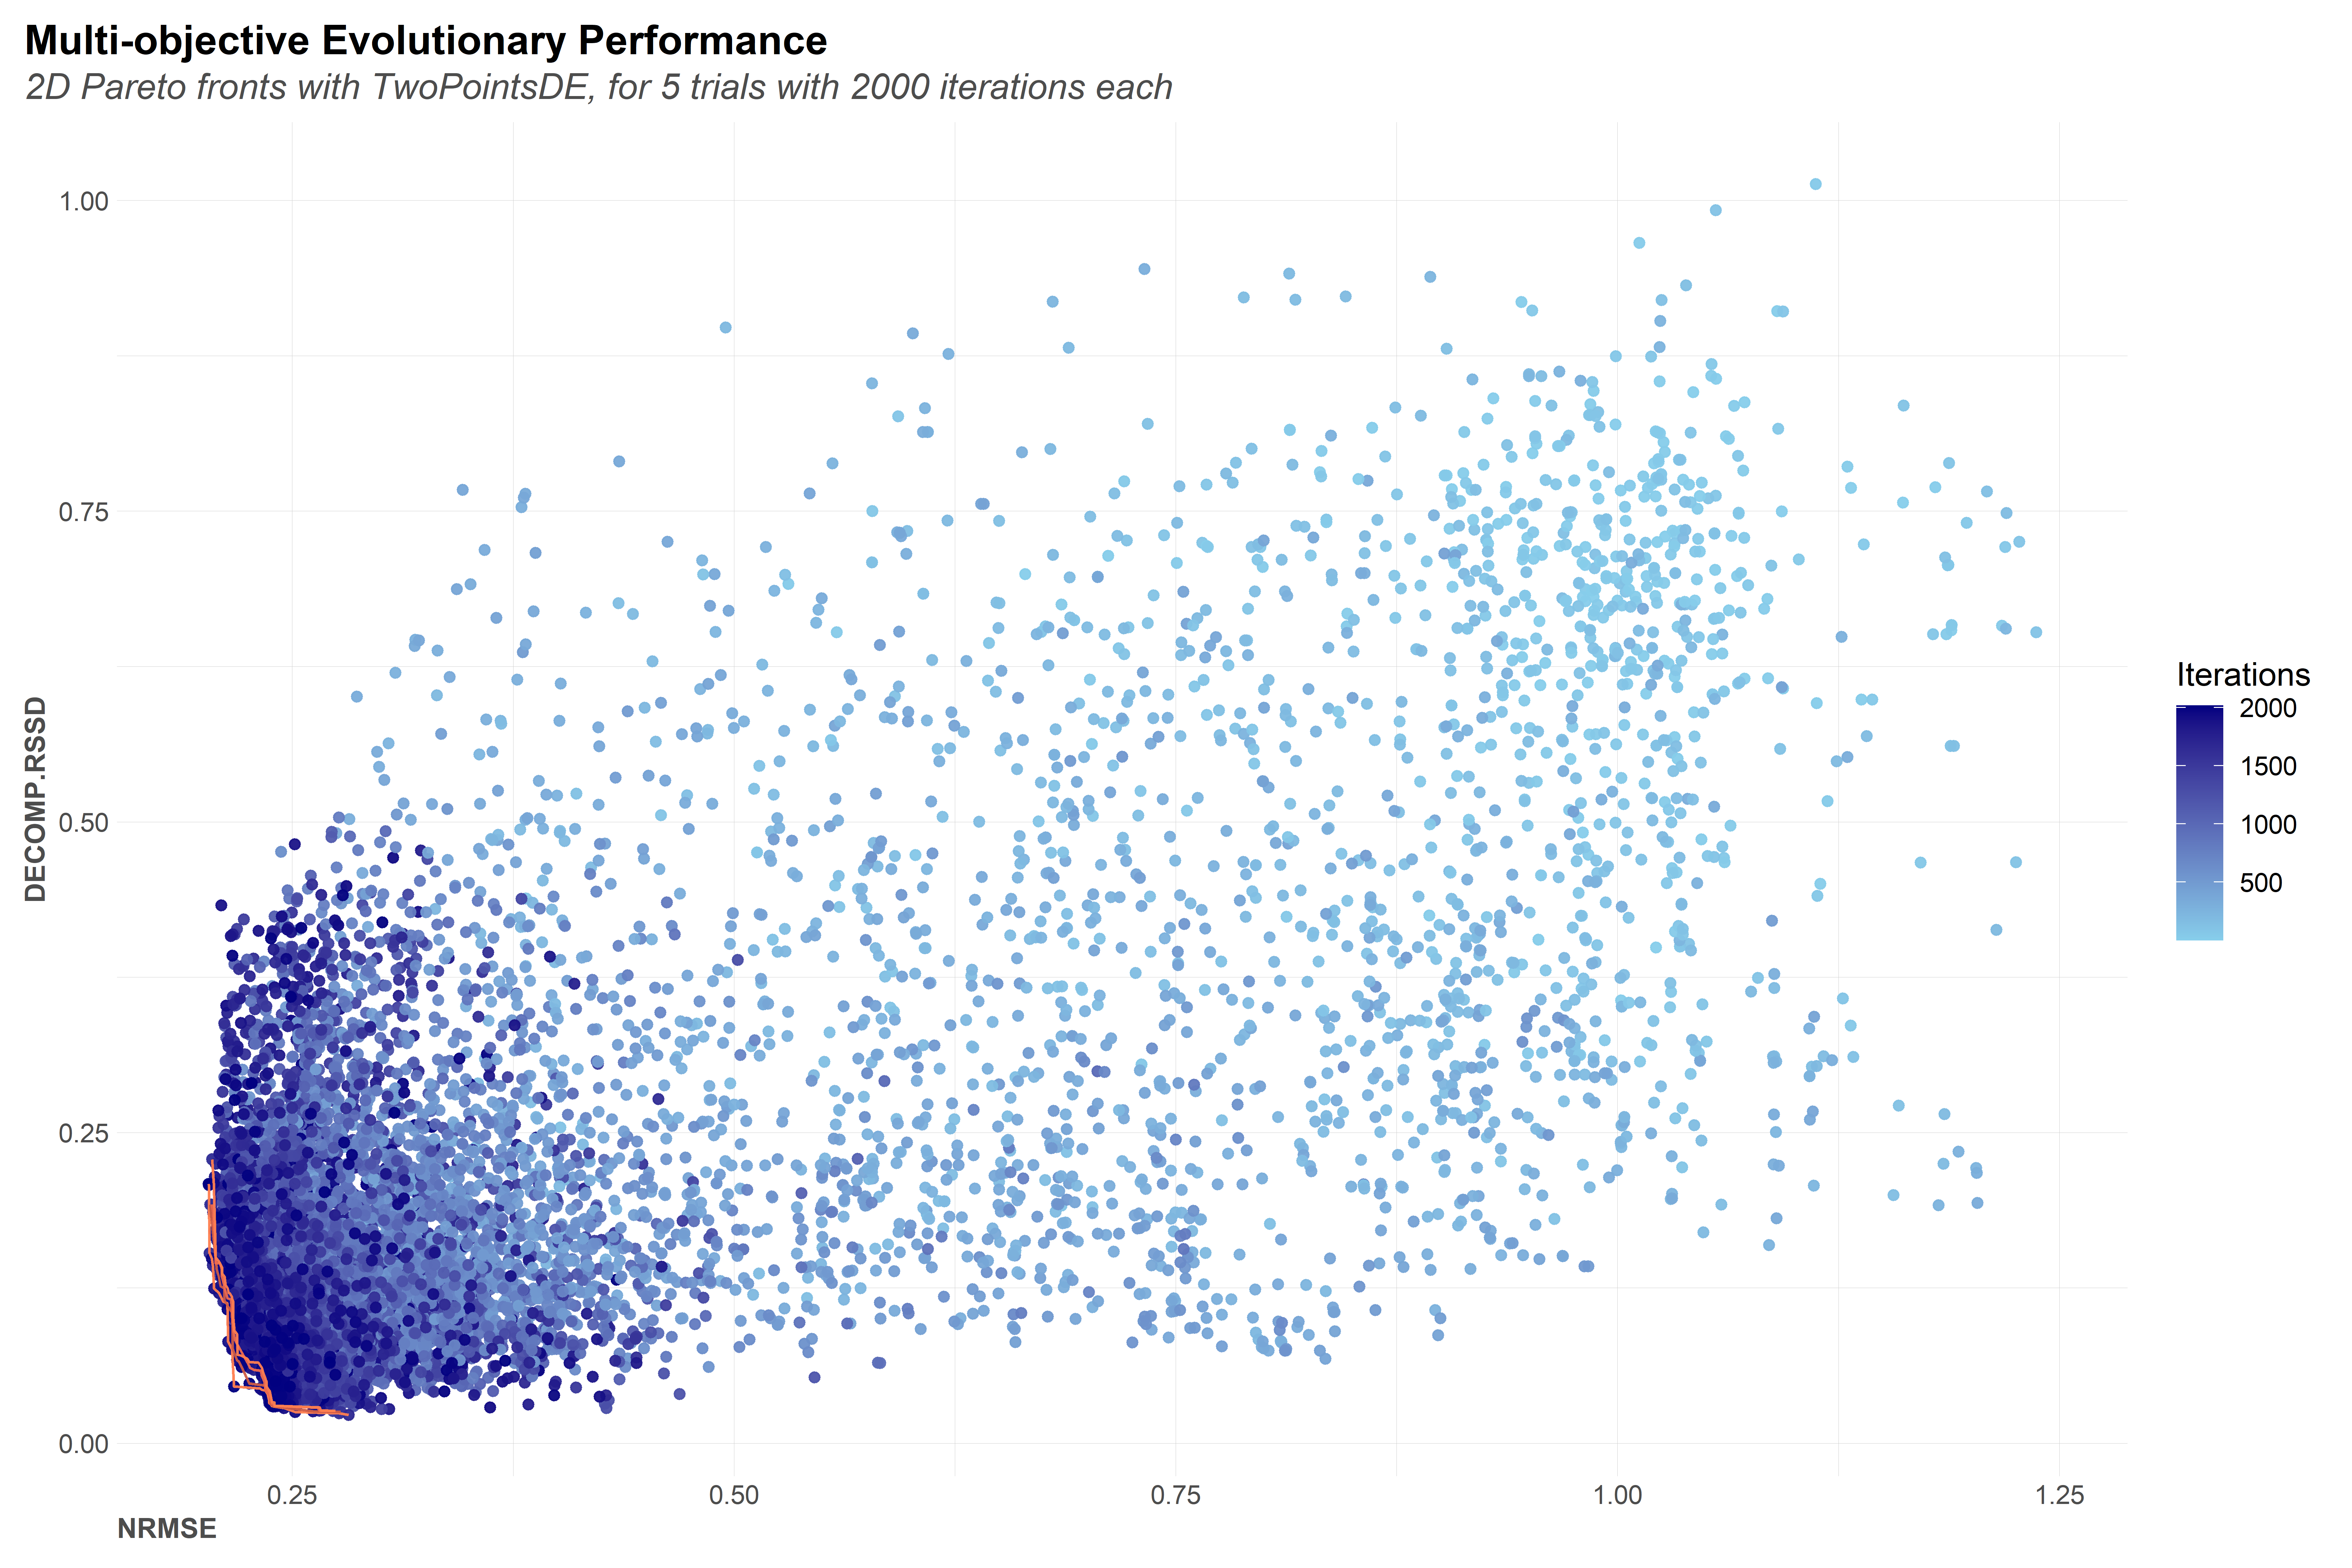 Multi-objective Evolutionary Performance
2D Pareto fronts with TwoPointsDE, for 5 trials with 2000 iterations each
1.00
0.75
0.50
0.25
0.00
DECOMP.RSSD
0.25
0.50
0.75
1.00
1.25
NRMSE
Iterations
2000
1500
1000
500